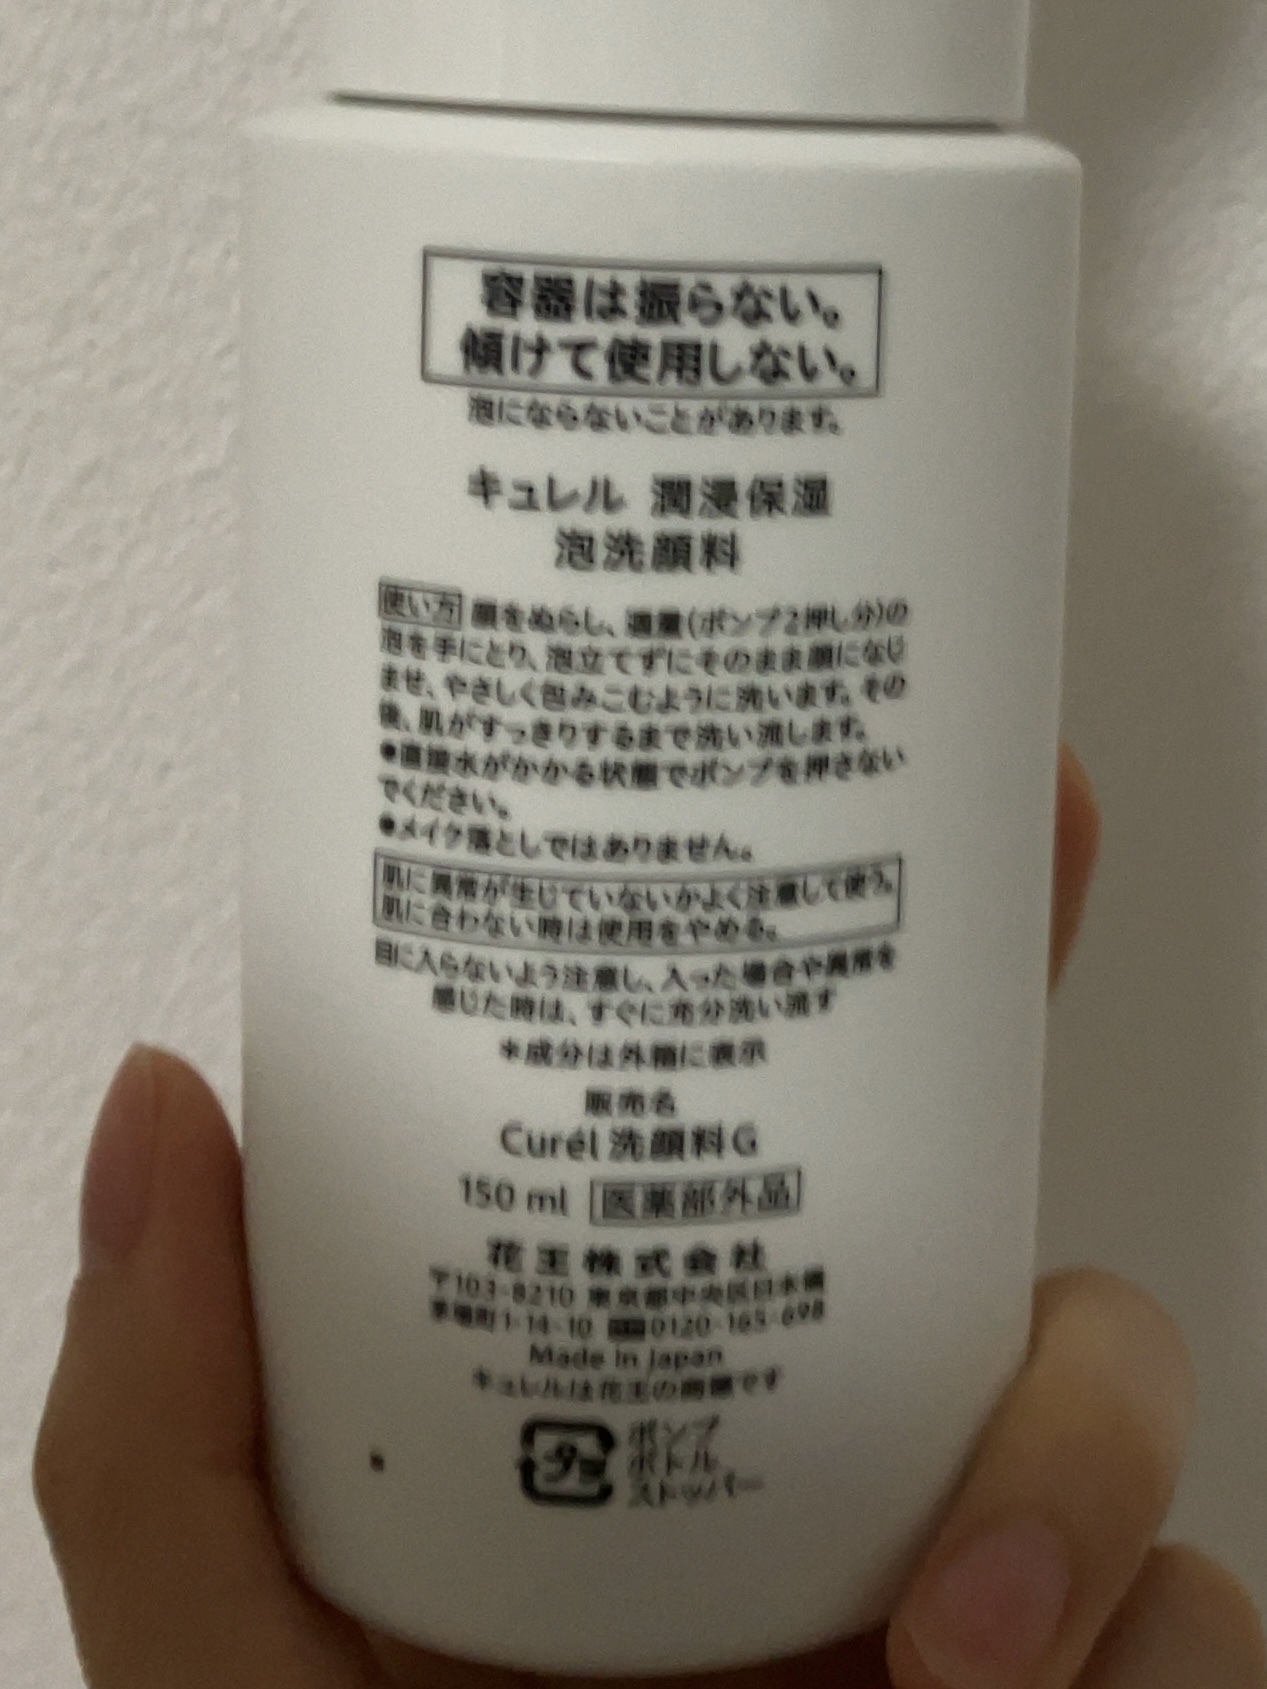 容器は振らない。
傾けて使用しない。
泡にならないことがあります。
キュレル 潤浸保湿
泡洗顔料
使い方 顔をぬらし、適量(ポンプ2押し分)の
泡を手にとり、泡立てずにそのまま顔になじ
ませ、やさしく包みこむように洗います。その
後、肌がすっきりするまで洗い流します。
●直接水がかかる状態でポンプを押さない
でください。
●メイク落としではありません。
肌に異常が生じていないかよく注意して使う。
肌に合わない時は使用をやめる。
目に入らないよう注意し、入った場合や異常を
感じた時は、すぐに充分洗い流す
*成分は外箱に表示
販売名
Curél 洗顔料G
150 ml 医薬部外品
花王株式会社
〒103-8210 東京都中央区日本橋
茅場町1-14-10 0120-165-698
Made in Japan
キュレルは花王の商標です
プラ
ポンプ
ボトル
ストッパー